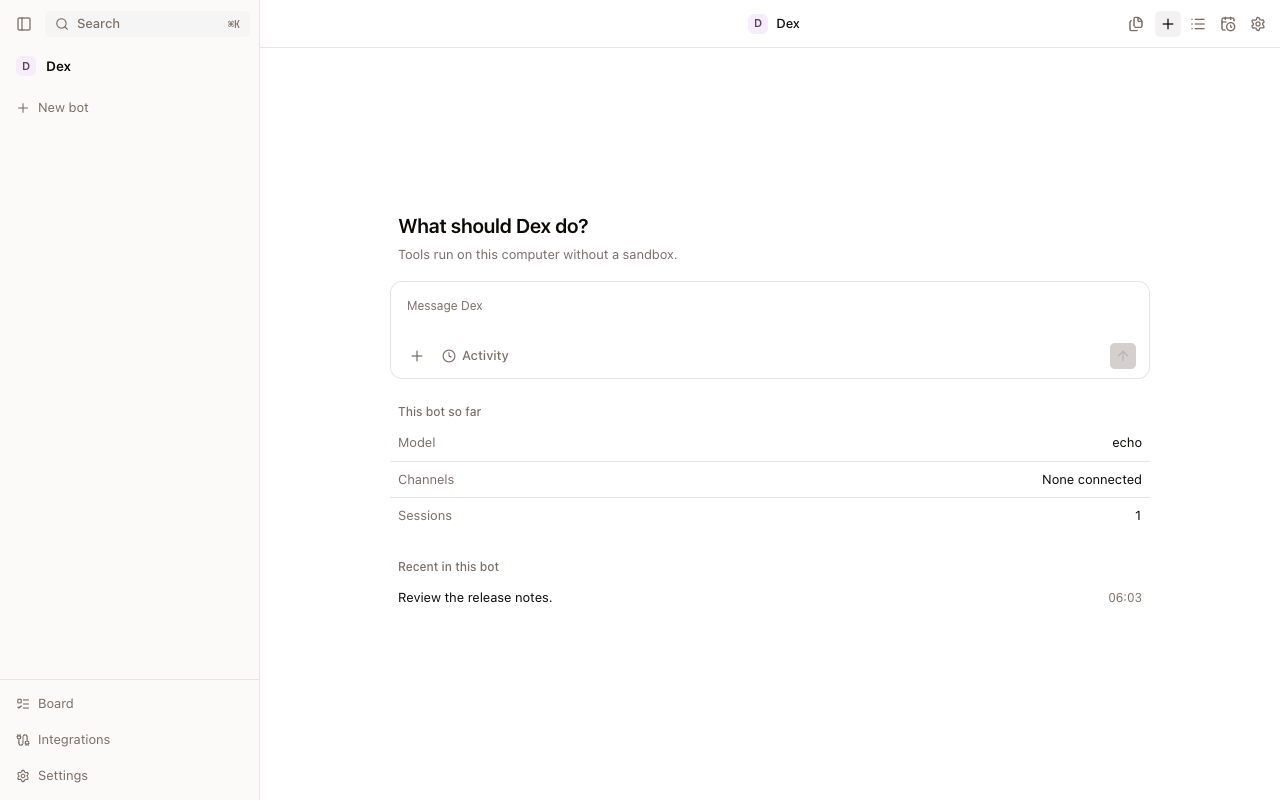 Search
⌘K
D Dex
New bot
Board
Integrations
Settings
D Dex
What should Dex do?
Tools run on this computer without a sandbox.
Message Dex
Activity
This bot so far
Model echo
Channels None connected
Sessions 1
Recent in this bot
Review the release notes. 06:03